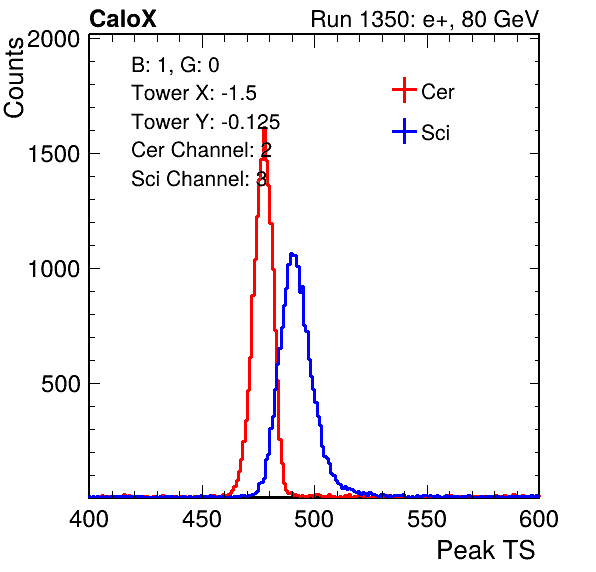 CaloX Run 1350: e+, 80 GeV
Counts
2000
1500
1000
500
B: 1, G: 0
Tower X: -1.5
Tower Y: -0.125
Cer Channel: 2
Sci Channel: 3
Cer
Sci
400 450 500 550 600
Peak TS